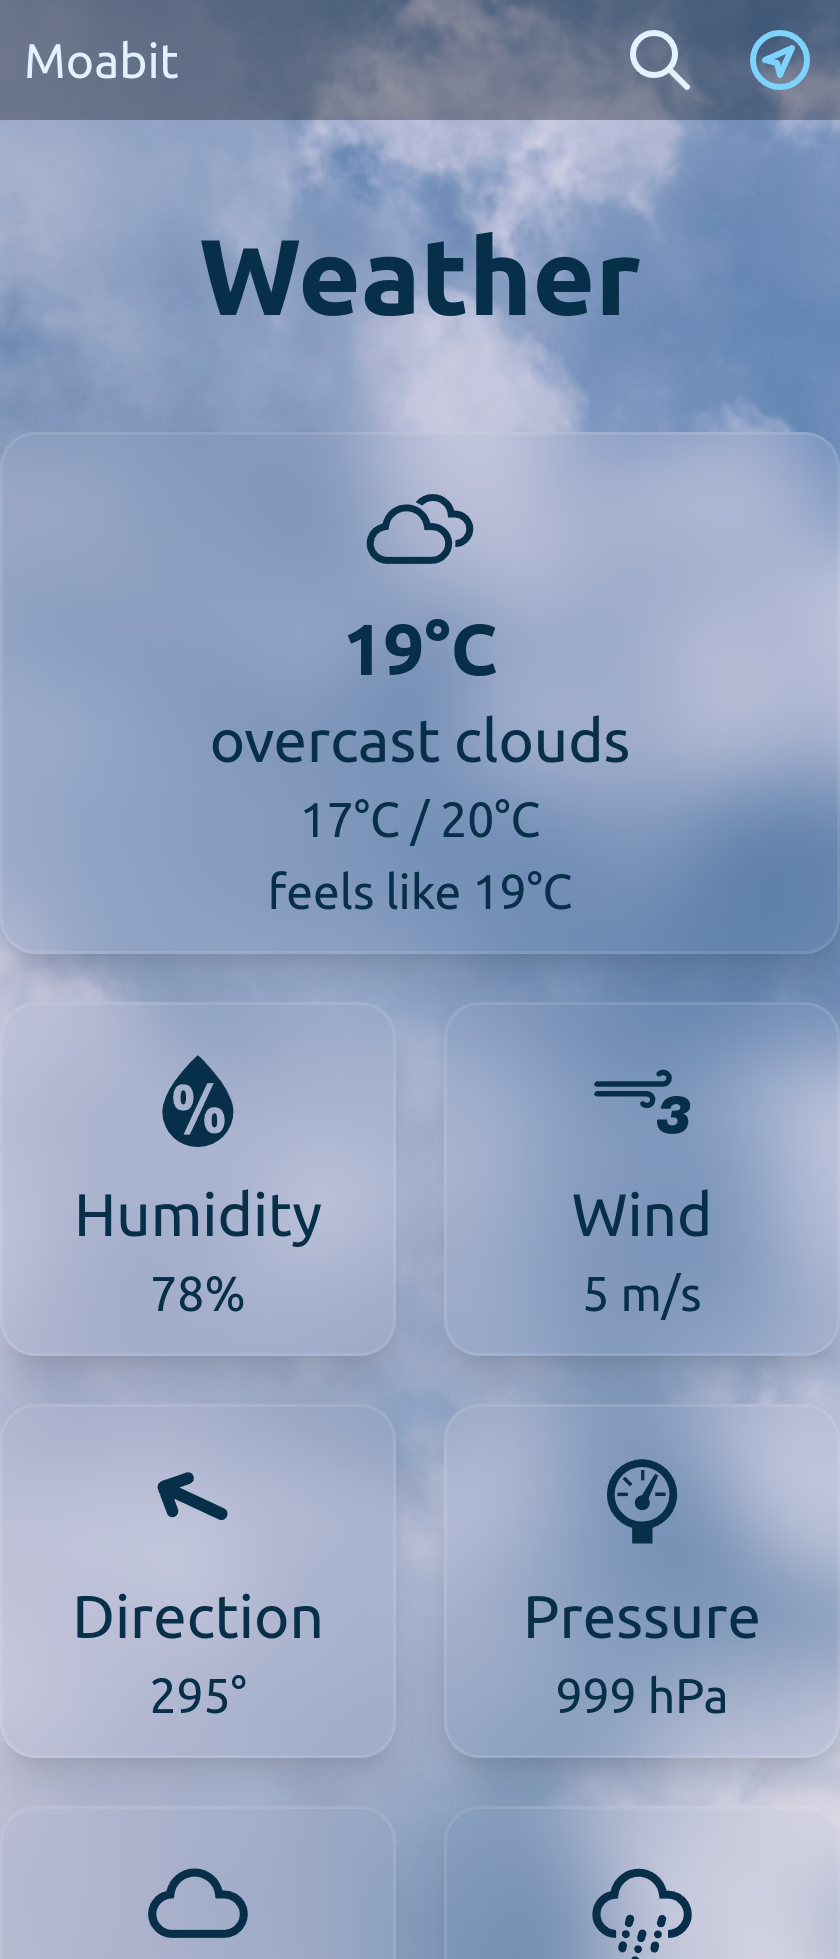 Moabit
Weather
19°C
overcast clouds
17°C / 20°C
feels like 19°C
%
3
Humidity
Wind
78%
5 m/s
Direction
Pressure
295°
999 hPa